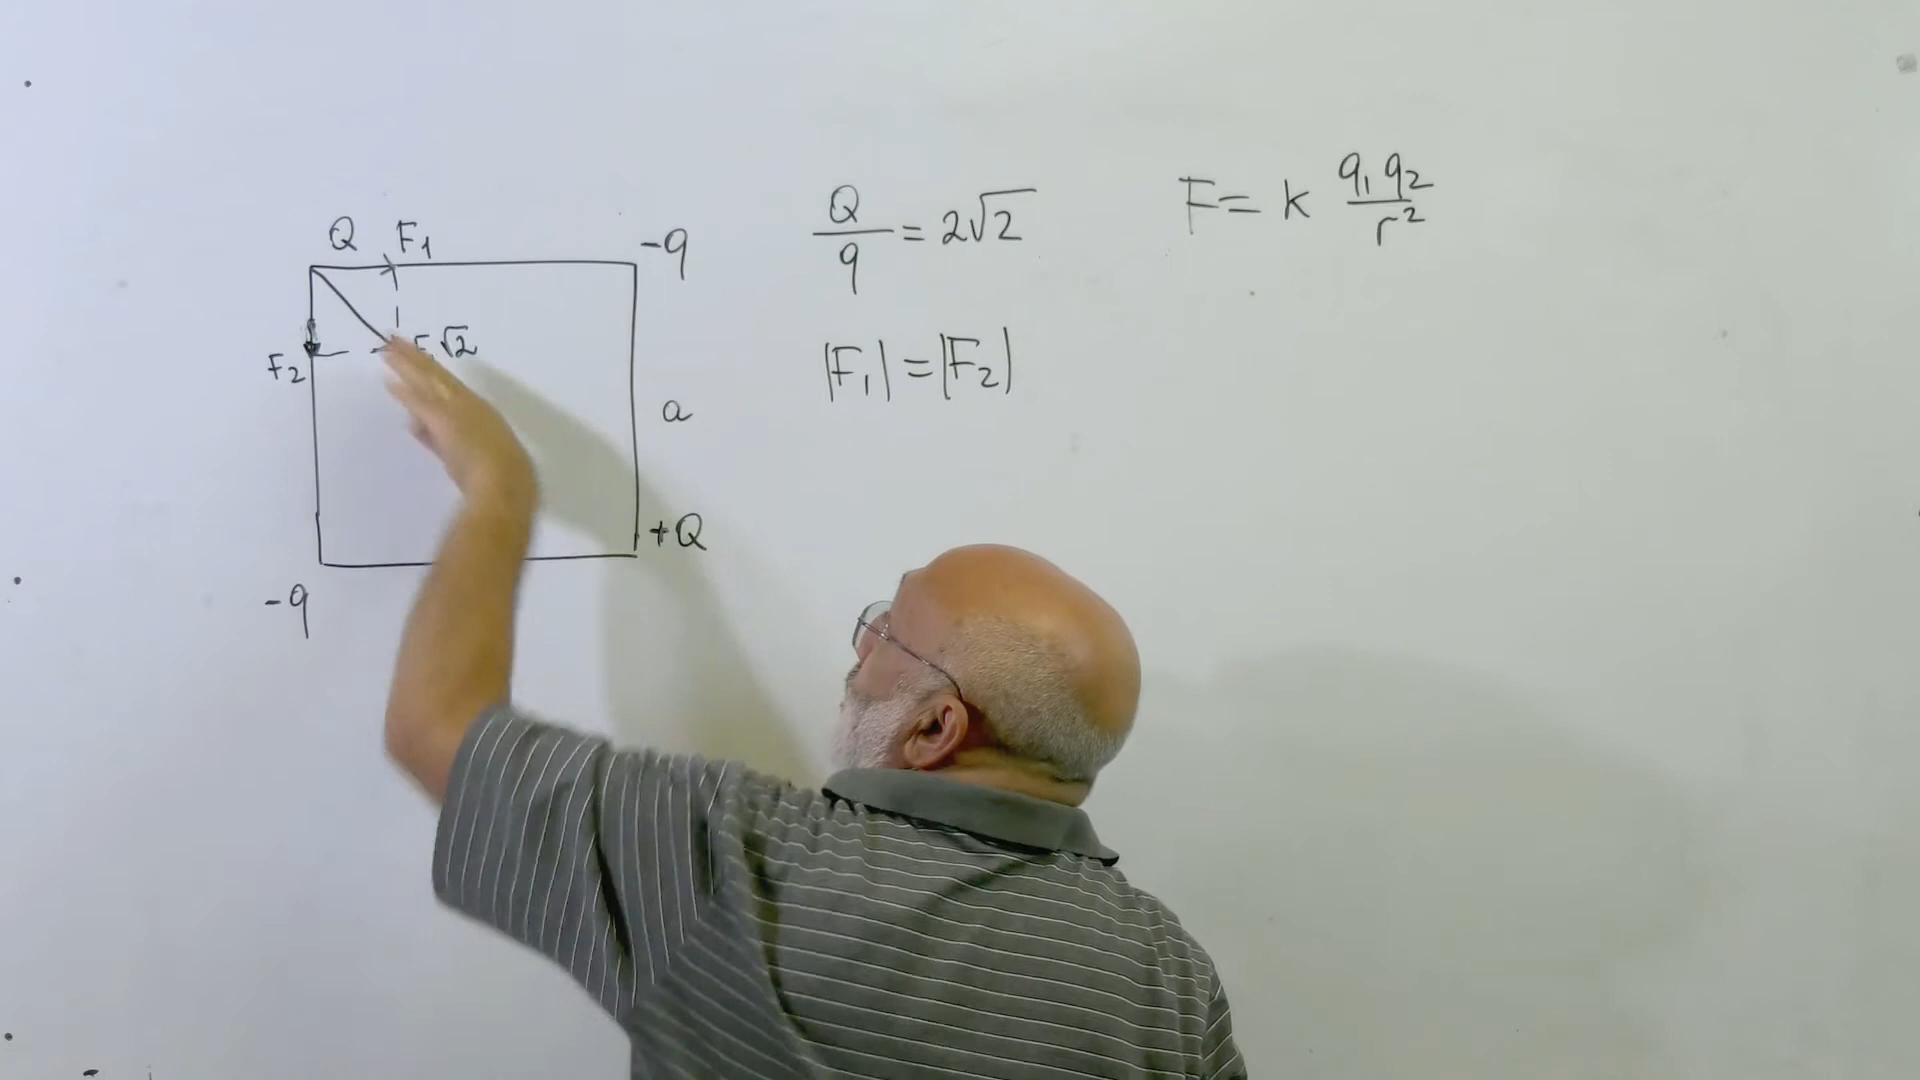 Q F₁ -q
F₂ √2
a
+Q
-q
Q/q = 2√2
|F₁| = |F₂|
F = k q₁q₂/r²